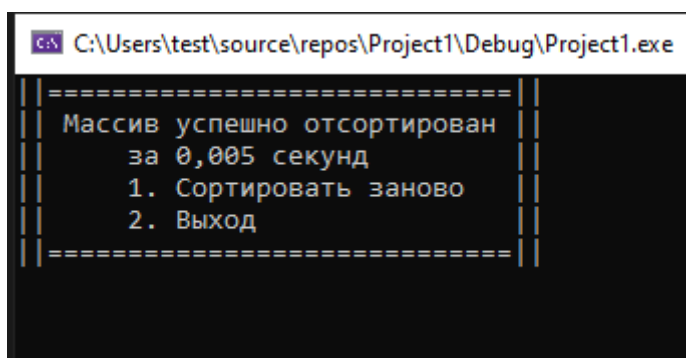 C:\Users\test\source\repos\Project1\Debug\Project1.exe
||=============================||
|| Массив успешно отсортирован ||
||     за 0,005 секунд         ||
||     1. Сортировать заново   ||
||     2. Выход                ||
||=============================||